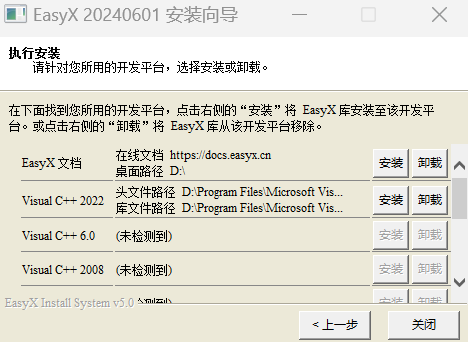 EasyX 20240601 安装向导
执行安装
请针对您所用的开发平台，选择安装或卸载。
在下面找到您所用的开发平台，点击右侧的“安装”将 EasyX 库安装至该开发平
台。或点击右侧的“卸载”将 EasyX 库从该开发平台移除。
EasyX 文档 在线文档 https://docs.easyx.cn 安装 卸载
桌面路径 D:\
Visual C++ 2022 头文件路径 D:\Program Files\Microsoft Vis... 安装 卸载
库文件路径 D:\Program Files\Microsoft Vis...
Visual C++ 6.0 (未检测到) 安装 卸载
Visual C++ 2008 (未检测到) 安装 卸载
EasyX Install System v5.0
< 上一步 关闭